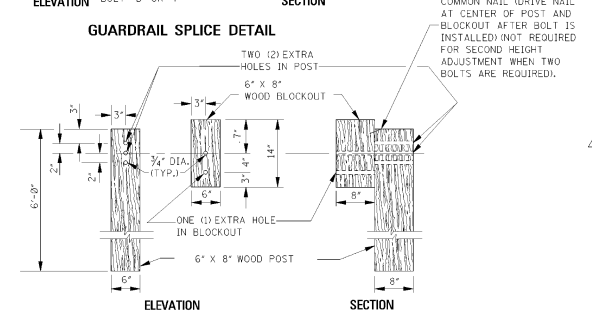 ELEVATION
SECTION
COMMON NAIL (DRIVE NAIL
AT CENTER OF POST AND
BLOCKOUT AFTER BOLT IS
INSTALLED) (NOT REQUIRED
FOR SECOND HEIGHT
ADJUSTMENT WHEN TWO
BOLTS ARE REQUIRED).
GUARDRAIL SPLICE DETAIL
TWO (2) EXTRA
HOLES IN POST
6" X 8"
WOOD BLOCKOUT
3"
3"
3"
2"
2"
6'-0"
3/4" DIA.
(TYP.)
7"
4"
3"
14"
6"
8"
ONE (1) EXTRA HOLE
IN BLOCKOUT
6" X 8" WOOD POST
6"
8"
ELEVATION
SECTION